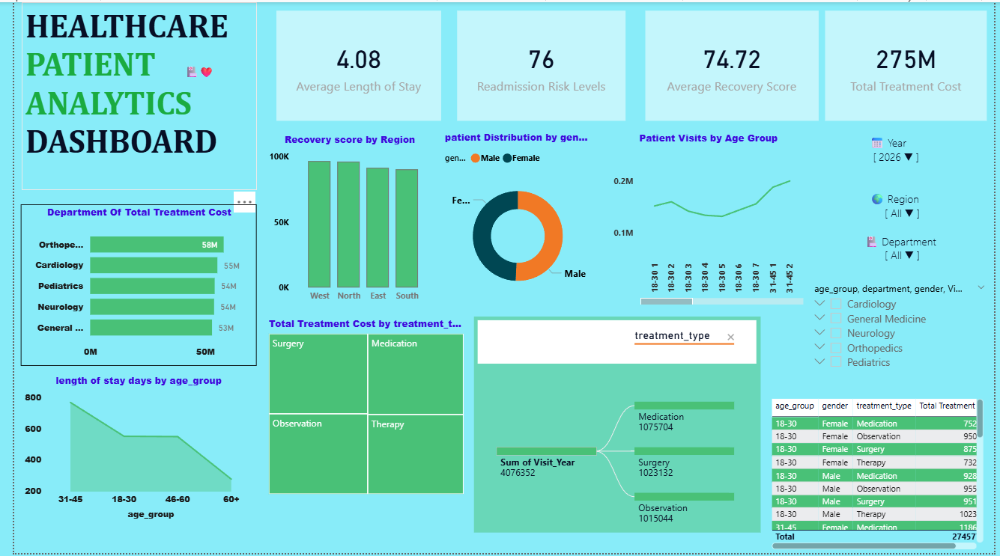 HEALTHCARE
PATIENT
ANALYTICS
DASHBOARD
4.08
Average Length of Stay
76
Readmission Risk Levels
74.72
Average Recovery Score
275M
Total Treatment Cost
Department Of Total Treatment Cost
Orthope... 58M
Cardiology 55M
Pediatrics 54M
Neurology 54M
General ... 53M
0M 50M
length of stay days by age_group
800
600
400
200
31-45 18-30 46-60 60+
age_group
Recovery score by Region
100K
50K
0K
West North East South
patient Distribution by gen...
gen... Male Female
Fe...
Male
Patient Visits by Age Group
0.2M
0.1M
18-30 1
18-30 2
18-30 3
18-30 4
18-30 5
18-30 6
18-30 7
31-45 1
31-45 2
Year
[ 2026 ▼ ]
Region
[ All ▼ ]
Department
[ All ▼ ]
age_group, department, gender, Vi...
Cardiology
General Medicine
Neurology
Orthopedics
Pediatrics
Total Treatment Cost by treatment_t...
Surgery
Medication
Observation
Therapy
treatment_type
Sum of Visit_Year
4076352
Medication
1075704
Surgery
1023132
Observation
1015044
age_group gender treatment_type Total Treatment
18-30 Female Medication 752
18-30 Female Observation 950
18-30 Female Surgery 875
18-30 Female Therapy 732
18-30 Male Medication 928
18-30 Male Observation 955
18-30 Male Surgery 951
18-30 Male Therapy 1023
31-45 Female Medication 1186
Total 27457